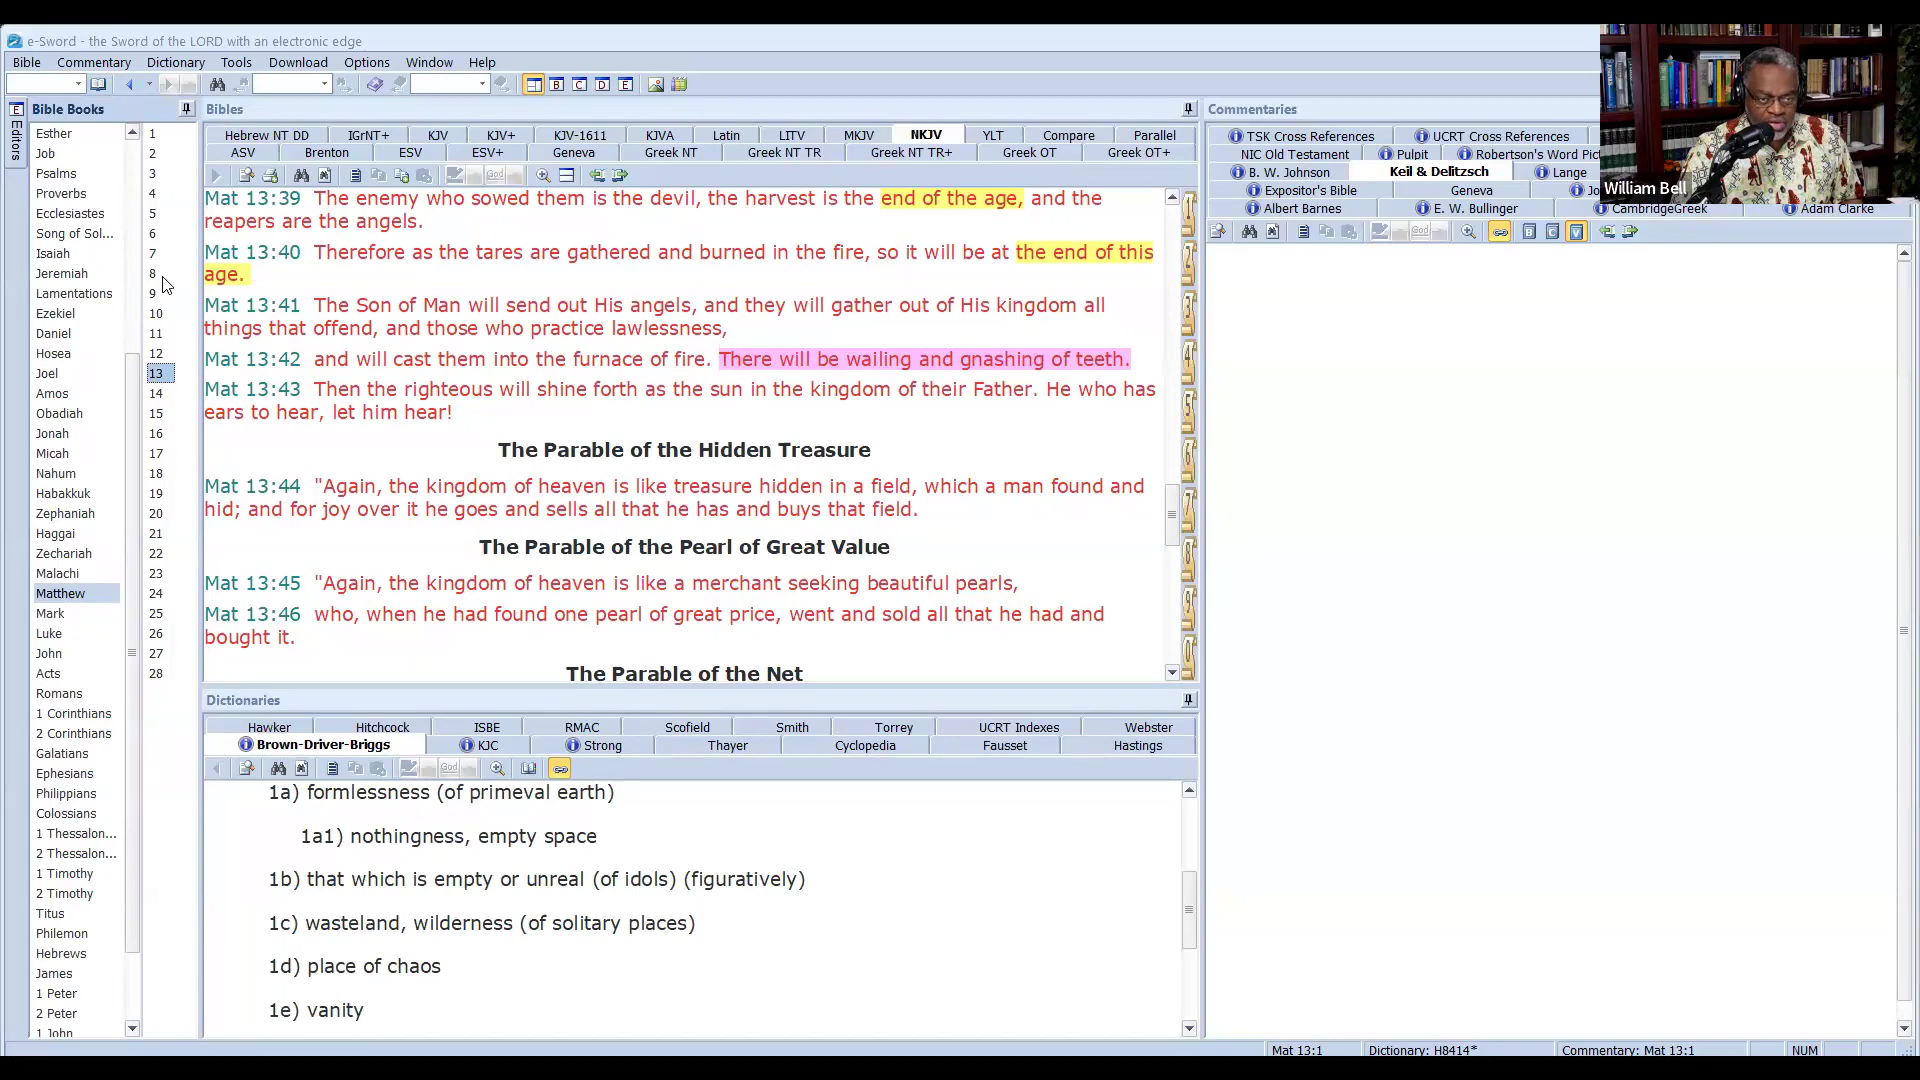 e-Sword - the Sword of the LORD with an electronic edge
Bible Commentary Dictionary Tools Download Options Window Help
B C D E
E Editors
Bible Books
Esther
Job
Psalms
Proverbs
Ecclesiastes
Song of Sol...
Isaiah
Jeremiah
Lamentations
Ezekiel
Daniel
Hosea
Joel
Amos
Obadiah
Jonah
Micah
Nahum
Habakkuk
Zephaniah
Haggai
Zechariah
Malachi
Matthew
Mark
Luke
John
Acts
Romans
1 Corinthians
2 Corinthians
Galatians
Ephesians
Philippians
Colossians
1 Thessalon...
2 Thessalon...
1 Timothy
2 Timothy
Titus
Philemon
Hebrews
James
1 Peter
2 Peter
1 John
1
2
3
4
5
6
7
8
9
10
11
12
13
14
15
16
17
18
19
20
21
22
23
24
25
26
27
28
Bibles
Hebrew NT DD IGrNT+ KJV KJV+ KJV-1611 KJVA Latin LITV MKJV NKJV YLT Compare Parallel
ASV Brenton ESV ESV+ Geneva Greek NT Greek NT TR Greek NT TR+ Greek OT Greek OT+
God
Mat 13:39 The enemy who sowed them is the devil, the harvest is the end of the age, and the
reapers are the angels.
Mat 13:40 Therefore as the tares are gathered and burned in the fire, so it will be at the end of this
age.
Mat 13:41 The Son of Man will send out His angels, and they will gather out of His kingdom all
things that offend, and those who practice lawlessness,
Mat 13:42 and will cast them into the furnace of fire. There will be wailing and gnashing of teeth.
Mat 13:43 Then the righteous will shine forth as the sun in the kingdom of their Father. He who has
ears to hear, let him hear!
The Parable of the Hidden Treasure
Mat 13:44 "Again, the kingdom of heaven is like treasure hidden in a field, which a man found and
hid; and for joy over it he goes and sells all that he has and buys that field.
The Parable of the Pearl of Great Value
Mat 13:45 "Again, the kingdom of heaven is like a merchant seeking beautiful pearls,
Mat 13:46 who, when he had found one pearl of great price, went and sold all that he had and
bought it.
The Parable of the Net
1
2
3
4
5
6
7
8
9
0
Dictionaries
Hawker Hitchcock ISBE RMAC Scofield Smith Torrey UCRT Indexes Webster
Brown-Driver-Briggs KJC Strong Thayer Cyclopedia Fausset Hastings
God
1a) formlessness (of primeval earth)
1a1) nothingness, empty space
1b) that which is empty or unreal (of idols) (figuratively)
1c) wasteland, wilderness (of solitary places)
1d) place of chaos
1e) vanity
Commentaries
TSK Cross References UCRT Cross References
NIC Old Testament Pulpit Robertson's Word Pic
B. W. Johnson Keil & Delitzsch Lange
Expositor's Bible Geneva
Albert Barnes E. W. Bullinger CambridgeGreek Adam Clarke
God B C V
William Bell
Mat 13:1 Dictionary: H8414* Commentary: Mat 13:1 NUM